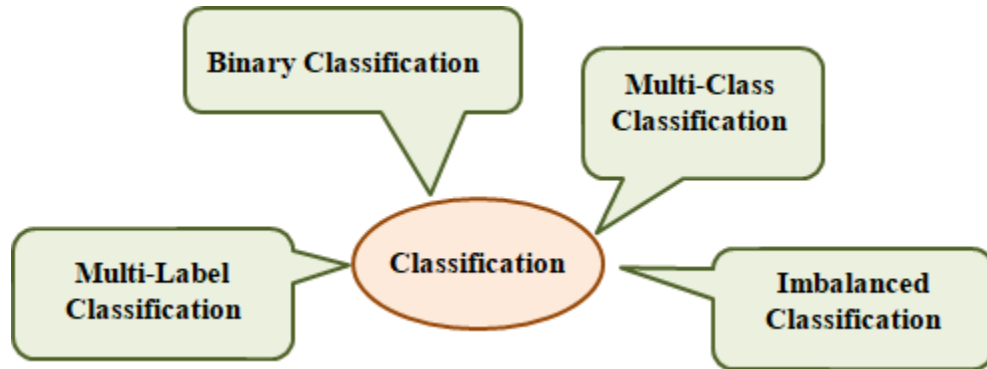 Binary Classification
Multi-Class
Classification
Classification
Multi-Label
Classification
Imbalanced
Classification